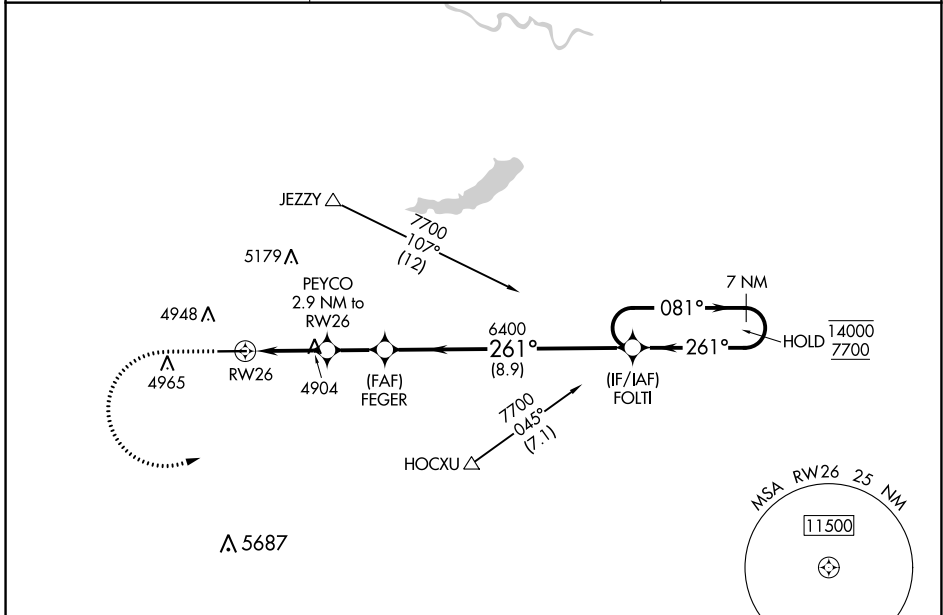 JEZZY
7700
107°
(12)
5179
PEYCO
2.9 NM to
RW26
7 NM
081°
4948
6400
261°
(8.9)
261°
HOLD
14000
7700
RW26
4965
4904
(FAF)
FEGER
(IF/IAF)
FOLTI
7700
045°
(7.1)
HOCXU
MSA RW26 25 NM
11500
5687